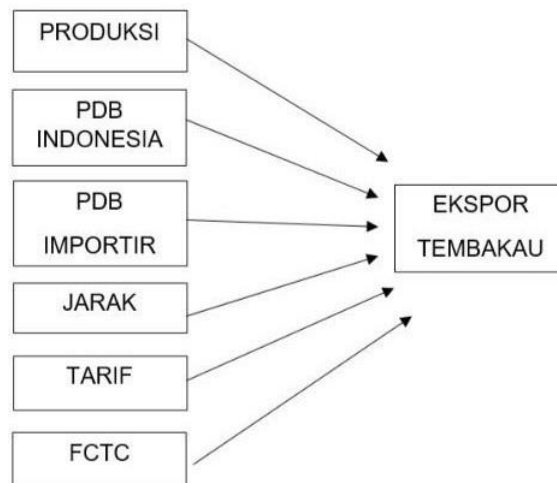 PRODUKSI
PDB
INDONESIA
PDB
IMPORTIR
JARAK
TARIF
FCTC
EKSPOR
TEMBAKAU